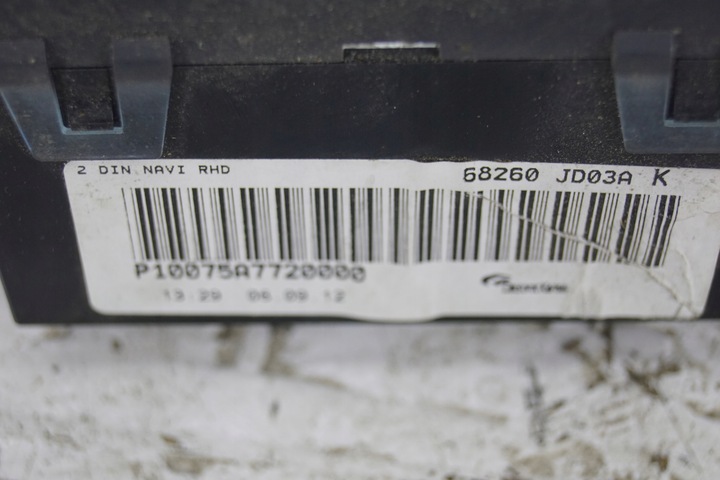 2 DIN NAVI RHD
68260 JD03A K
P10075A7720000
13:29 06.09.12